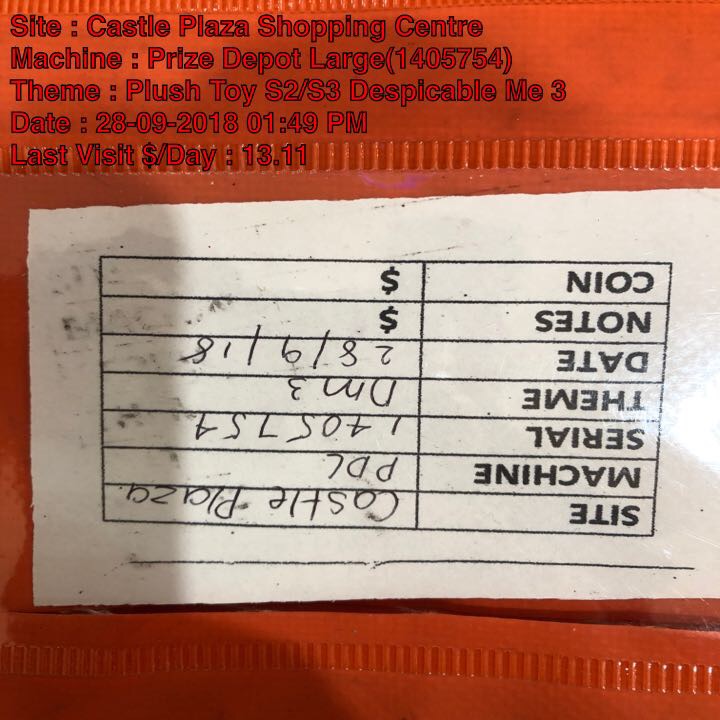 Site : Castle Plaza Shopping Centre
Machine : Prize Depot Large(1405754)
Theme : Plush Toy S2/S3 Despicable Me 3
Date : 28-09-2018 01:49 PM
Last Visit $/Day : 13.11
SITE Castle Plaza
MACHINE PDL
SERIAL 1405754
THEME Dm3
DATE 28/9/18
NOTES $
COIN $